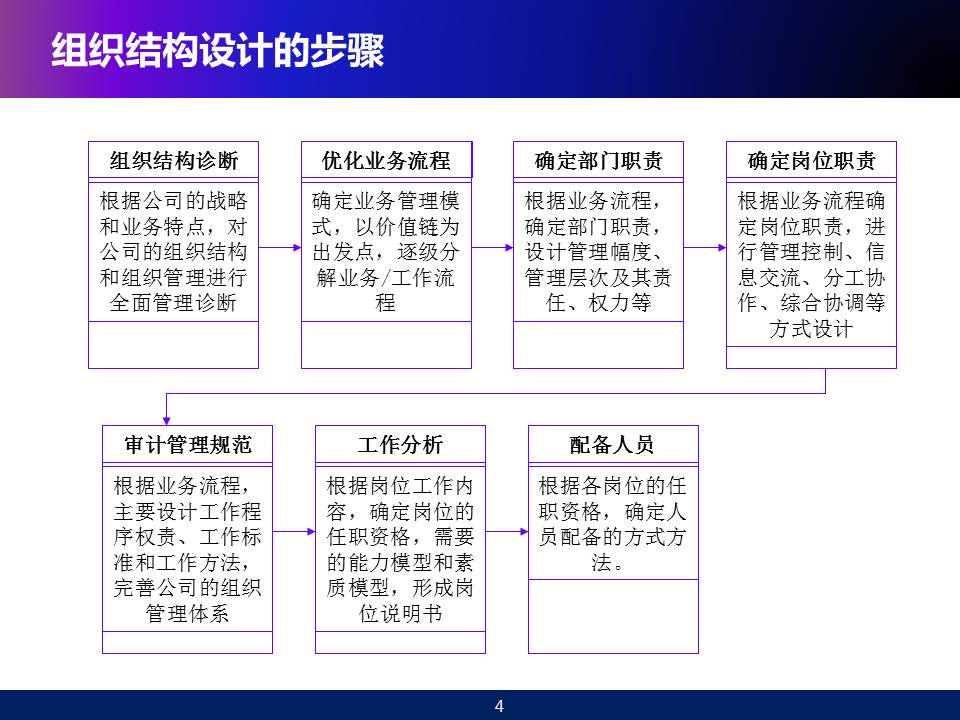 组织结构设计的步骤
组织结构诊断
根据公司的战略
和业务特点，对
公司的组织结构
和组织管理进行
全面管理诊断
优化业务流程
确定业务管理模
式，以价值链为
出发点，逐级分
解业务/工作流
程
确定部门职责
根据业务流程，
确定部门职责，
设计管理幅度、
管理层次及其责
任、权力等
确定岗位职责
根据业务流程确
定岗位职责，进
行管理控制、信
息交流、分工协
作、综合协调等
方式设计
审计管理规范
根据业务流程，
主要设计工作程
序权责、工作标
准和工作方法，
完善公司的组织
管理体系
工作分析
根据岗位工作内
容，确定岗位的
任职资格，需要
的能力模型和素
质模型，形成岗
位说明书
配备人员
根据各岗位的任
职资格，确定人
员配备的方式方
法。
4